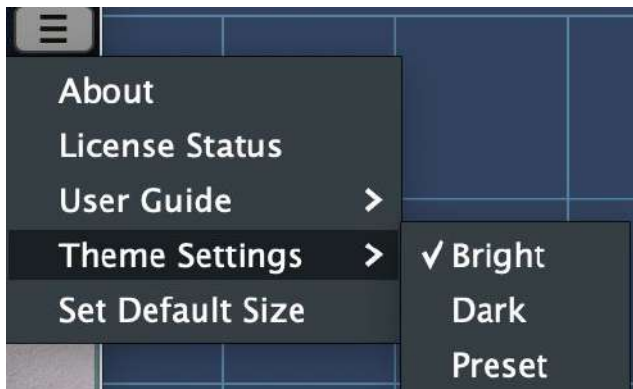 About
License Status
User Guide >
Theme Settings >
Set Default Size
✓ Bright
Dark
Preset